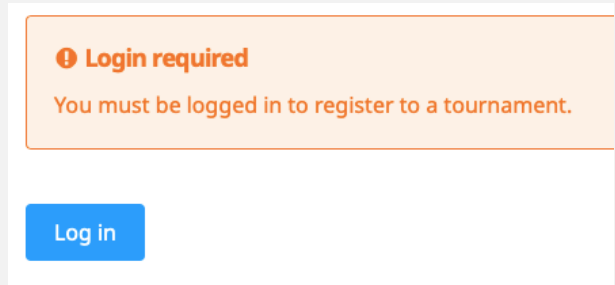 Login required
You must be logged in to register to a tournament.
Log in